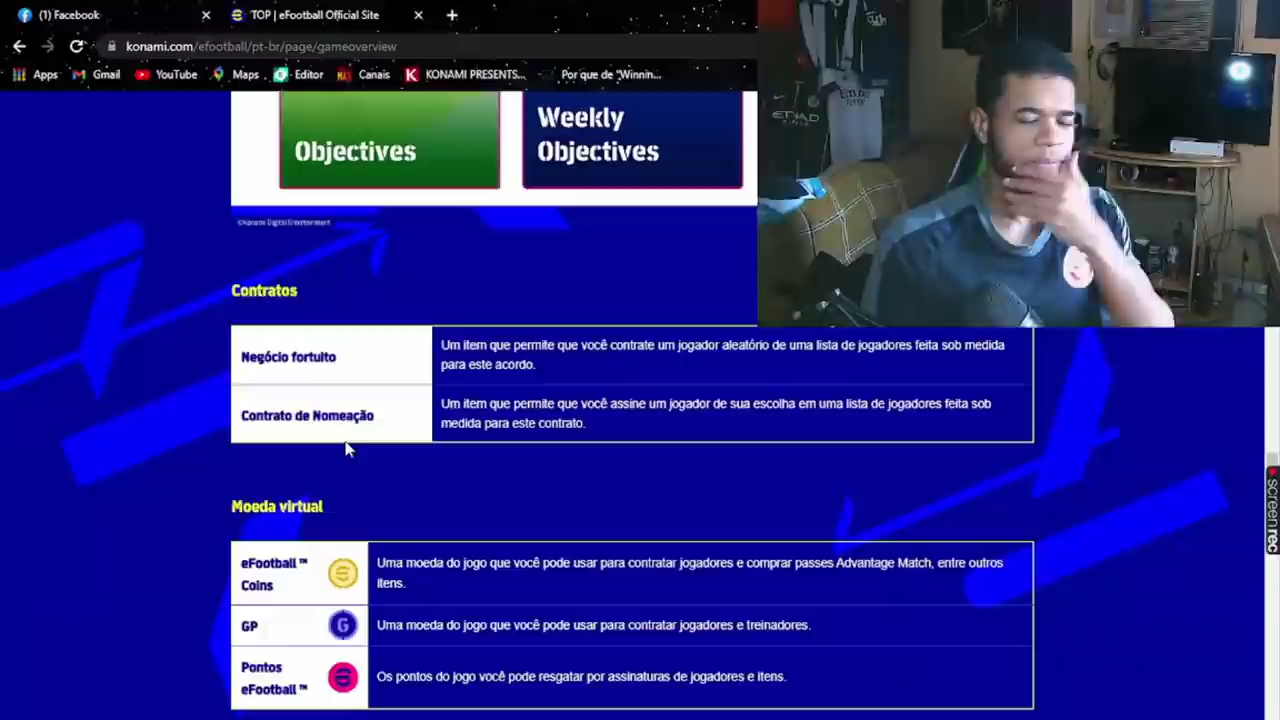 (1) Facebook
TOP | eFootball Official Site
konami.com/efootball/pt-br/page/gameoverview
Apps
Gmail
YouTube
Maps
Editor
Canais
KONAMI PRESENTS...
Por que de "Winnin...
ETIHAD
Objectives
Weekly
Objectives
©Konami Digital Entertainment
Contratos
Negócio fortuito
Um item que permite que você contrate um jogador aleatório de uma lista de jogadores feita sob medida
para este acordo.
Contrato de Nomeação
Um item que permite que você assine um jogador de sua escolha em uma lista de jogadores feita sob
medida para este contrato.
Moeda virtual
eFootball™
Coins
Uma moeda do jogo que você pode usar para contratar jogadores e comprar passes Advantage Match, entre outros
itens.
GP
G
Uma moeda do jogo que você pode usar para contratar jogadores e treinadores.
Pontos
eFootball™
Os pontos do jogo você pode resgatar por assinaturas de jogadores e itens.
screenrec